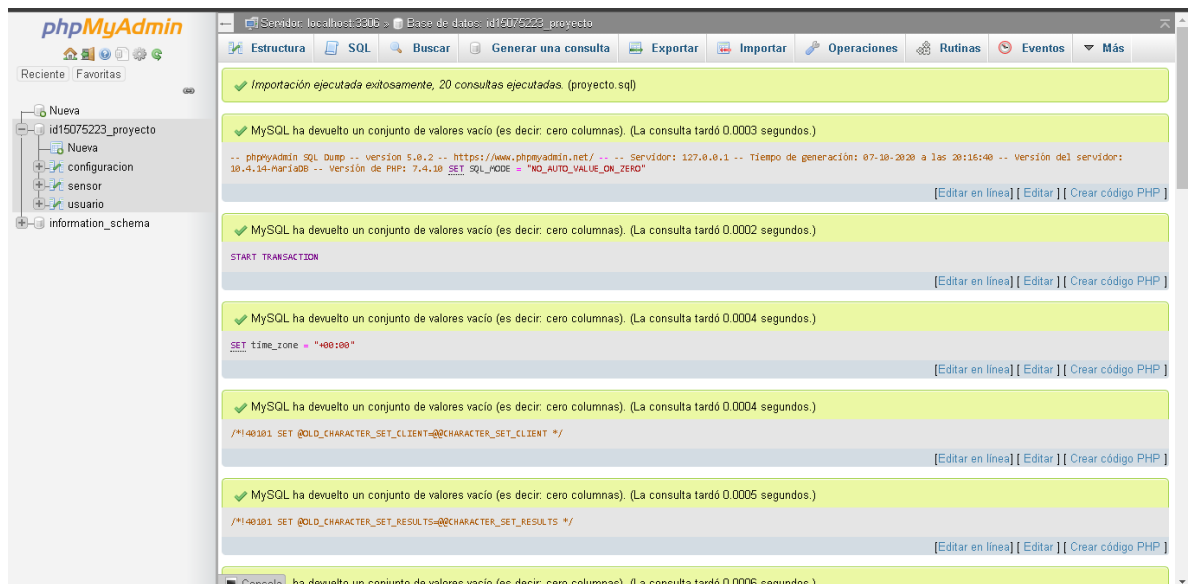 phpMyAdmin
Reciente Favoritas
Nueva
id15075223_proyecto
Nueva
configuracion
sensor
usuario
information_schema
Servidor: localhost:3306 » Base de datos: id15075223_proyecto
Estructura SQL Buscar Generar una consulta Exportar Importar Operaciones Rutinas Eventos Más
Importación ejecutada exitosamente, 20 consultas ejecutadas. (proyecto.sql)
MySQL ha devuelto un conjunto de valores vacío (es decir: cero columnas). (La consulta tardó 0.0003 segundos.)
-- phpMyAdmin SQL Dump -- version 5.0.2 -- https://www.phpmyadmin.net/ -- -- Servidor: 127.0.0.1 -- Tiempo de generación: 07-10-2020 a las 20:16:40 -- Versión del servidor:
10.4.14-MariaDB -- Versión de PHP: 7.4.10 SET SQL_MODE = "NO_AUTO_VALUE_ON_ZERO"
[Editar en línea] [ Editar ] [ Crear código PHP ]
MySQL ha devuelto un conjunto de valores vacío (es decir: cero columnas). (La consulta tardó 0.0002 segundos.)
START TRANSACTION
[Editar en línea] [ Editar ] [ Crear código PHP ]
MySQL ha devuelto un conjunto de valores vacío (es decir: cero columnas). (La consulta tardó 0.0004 segundos.)
SET time_zone = "+00:00"
[Editar en línea] [ Editar ] [ Crear código PHP ]
MySQL ha devuelto un conjunto de valores vacío (es decir: cero columnas). (La consulta tardó 0.0004 segundos.)
/*!40101 SET @OLD_CHARACTER_SET_CLIENT=@@CHARACTER_SET_CLIENT */
[Editar en línea] [ Editar ] [ Crear código PHP ]
MySQL ha devuelto un conjunto de valores vacío (es decir: cero columnas). (La consulta tardó 0.0005 segundos.)
/*!40101 SET @OLD_CHARACTER_SET_RESULTS=@@CHARACTER_SET_RESULTS */
[Editar en línea] [ Editar ] [ Crear código PHP ]
Consola ha devuelto un conjunto de valores vacío (es decir: cero columnas). (La consulta tardó 0.0006 segundos.)